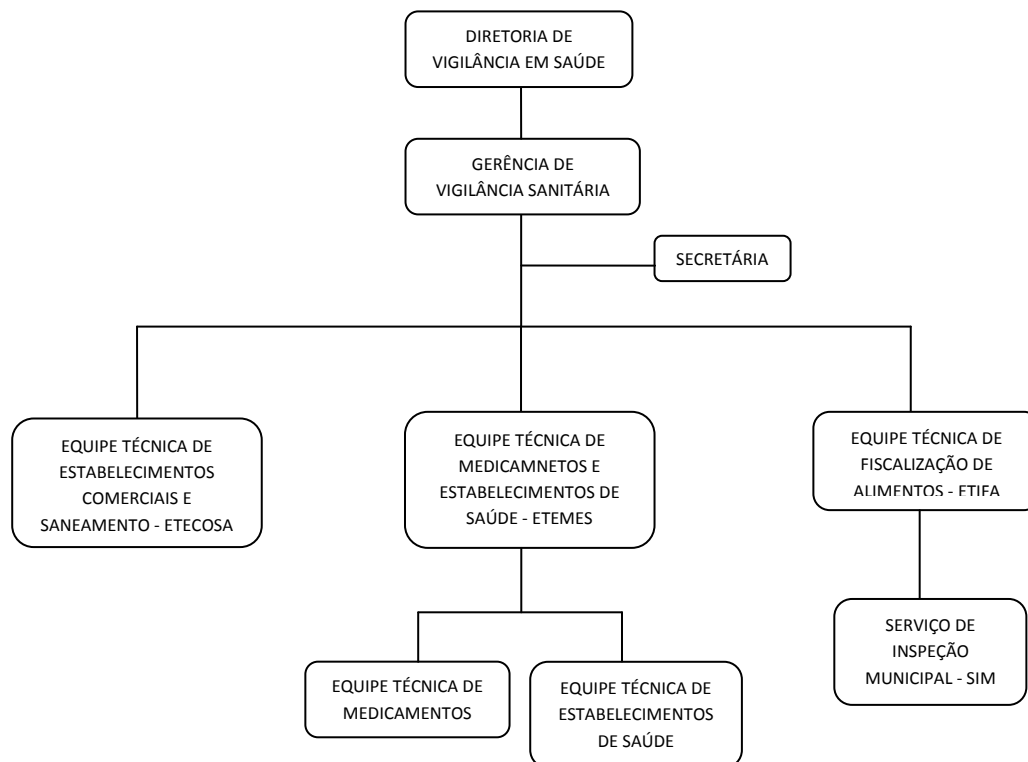 DIRETORIA DE
VIGILÂNCIA EM SAÚDE
GERÊNCIA DE
VIGILÂNCIA SANITÁRIA
SECRETÁRIA
EQUIPE TÉCNICA DE
ESTABELECIMENTOS
COMERCIAIS E
SANEAMENTO - ETECOSA
EQUIPE TÉCNICA DE
MEDICAMNETOS E
ESTABELECIMENTOS DE
SAÚDE - ETEMES
EQUIPE TÉCNICA DE
FISCALIZAÇÃO DE
ALIMENTOS - ETIFA
EQUIPE TÉCNICA DE
MEDICAMENTOS
EQUIPE TÉCNICA DE
ESTABELECIMENTOS
DE SAÚDE
SERVIÇO DE
INSPEÇÃO
MUNICIPAL - SIM